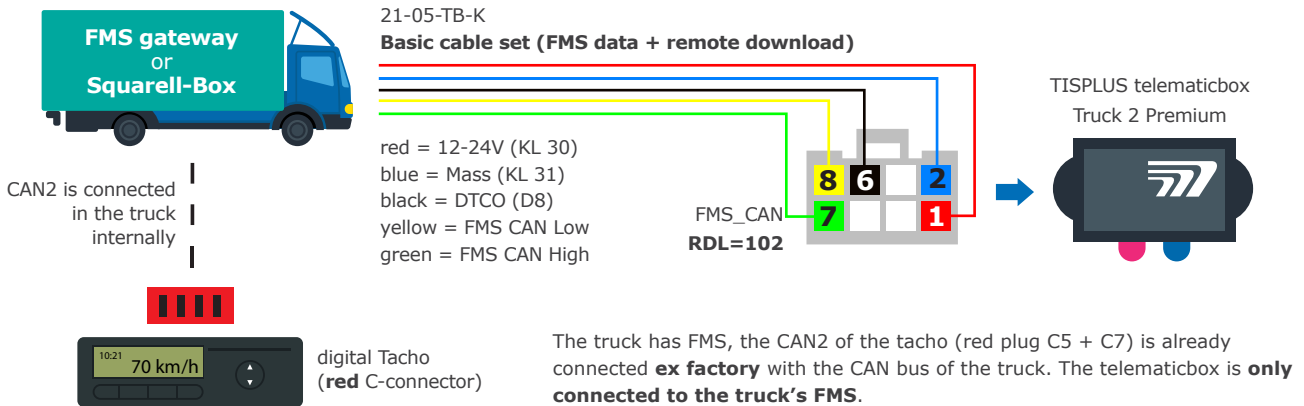 21-05-TB-K
Basic cable set (FMS data + remote download)
FMS gateway
or
Squarell-Box
TISPLUS telematicbox
Truck 2 Premium
red = 12-24V (KL 30)
blue = Mass (KL 31)
black = DTCO (D8)
yellow = FMS CAN Low
green = FMS CAN High
8 6 2
7 1
FMS_CAN
RDL=102
CAN2 is connected
in the truck
internally
10:21
70 km/h
digital Tacho
(red C-connector)
The truck has FMS, the CAN2 of the tacho (red plug C5 + C7) is already
connected ex factory with the CAN bus of the truck. The telematicbox is only
connected to the truck's FMS.